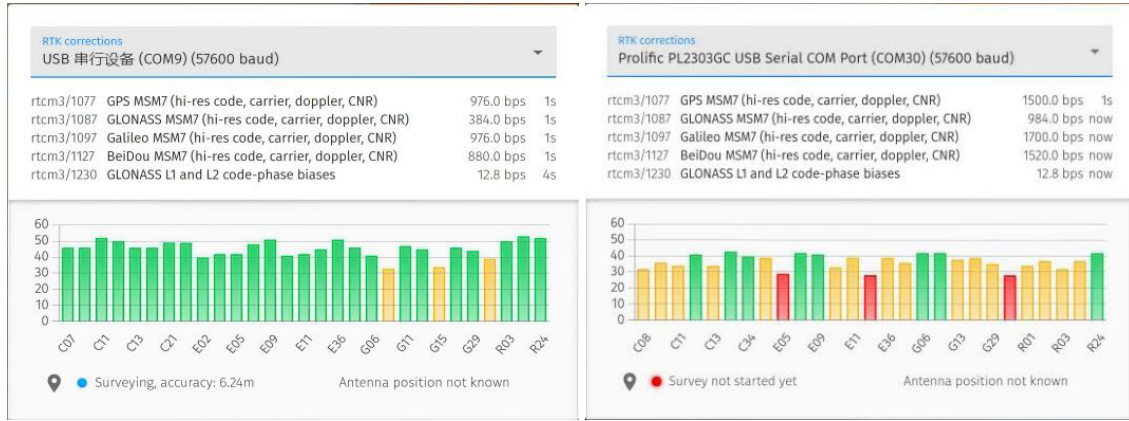 RTK corrections
USB 串行设备 (COM9) (57600 baud)
rtcm3/1077 GPS MSM7 (hi-res code, carrier, doppler, CNR) 976.0 bps 1s
rtcm3/1087 GLONASS MSM7 (hi-res code, carrier, doppler, CNR) 384.0 bps 1s
rtcm3/1097 Galileo MSM7 (hi-res code, carrier, doppler, CNR) 976.0 bps 1s
rtcm3/1127 BeiDou MSM7 (hi-res code, carrier, doppler, CNR) 880.0 bps 1s
rtcm3/1230 GLONASS L1 and L2 code-phase biases 12.8 bps 4s
60
50
40
30
20
10
0
C07 C11 C13 C21 E02 E05 E09 E11 E36 G06 G11 G15 G29 R03 R24
Surveying, accuracy: 6.24m Antenna position not known
RTK corrections
Prolific PL2303GC USB Serial COM Port (COM30) (57600 baud)
rtcm3/1077 GPS MSM7 (hi-res code, carrier, doppler, CNR) 1500.0 bps 1s
rtcm3/1087 GLONASS MSM7 (hi-res code, carrier, doppler, CNR) 984.0 bps now
rtcm3/1097 Galileo MSM7 (hi-res code, carrier, doppler, CNR) 1700.0 bps now
rtcm3/1127 BeiDou MSM7 (hi-res code, carrier, doppler, CNR) 1520.0 bps now
rtcm3/1230 GLONASS L1 and L2 code-phase biases 12.8 bps now
60
50
40
30
20
10
0
C08 C11 C13 C34 E05 E09 E11 E36 G06 G13 G29 R01 R03 R24
Survey not started yet Antenna position not known